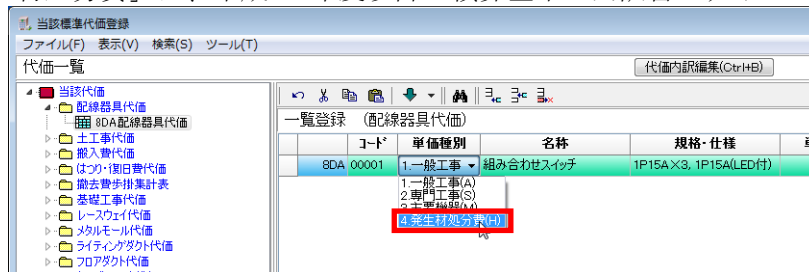 当該標準代価登録
ファイル(F) 表示(V) 検索(S) ツール(T)
代価一覧
代価内訳編集(Ctrl+B)
当該代価
配線器具代価
8DA配線器具代価
土工事代価
搬入費代価
はつり・復旧費代価
撤去費歩掛集計表
基礎工事代価
レースウェイ代価
メタルモール代価
ライティングダクト代価
フロアダクト代価
一覧登録 (配線器具代価)
コード 単価種別 名称 規格・仕様
8DA 00001 1.一般工事 組み合わせスイッチ 1P15A×3, 1P15A(LED付)
1.一般工事(A)
2.専門工事(S)
3.主要機器(M)
4.発生材処分費(H)